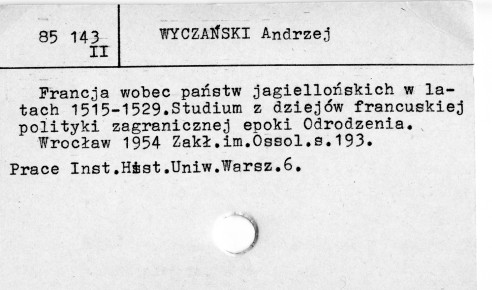 85 143
II
WYCZAŃSKI Andrzej
Francja wobec państw jagiellońskich w la-
tach 1515-1529.Studium z dziejów francuskiej
polityki zagranicznej epoki Odrodzenia.
Wrocław 1954 Zakł.im.Ossol.s.193.
Prace Inst.Hist.Uniw.Warsz.6.